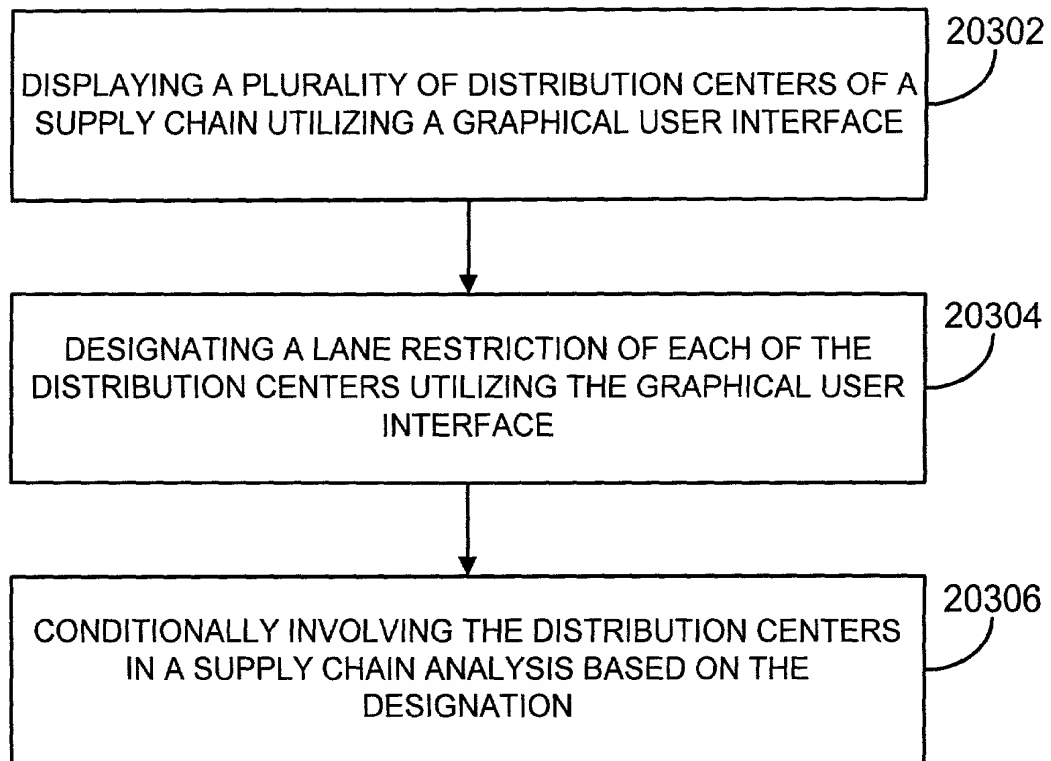 20302
DISPLAYING A PLURALITY OF DISTRIBUTION CENTERS OF A
SUPPLY CHAIN UTILIZING A GRAPHICAL USER INTERFACE
20304
DESIGNATING A LANE RESTRICTION OF EACH OF THE
DISTRIBUTION CENTERS UTILIZING THE GRAPHICAL USER
INTERFACE
20306
CONDITIONALLY INVOLVING THE DISTRIBUTION CENTERS
IN A SUPPLY CHAIN ANALYSIS BASED ON THE
DESIGNATION